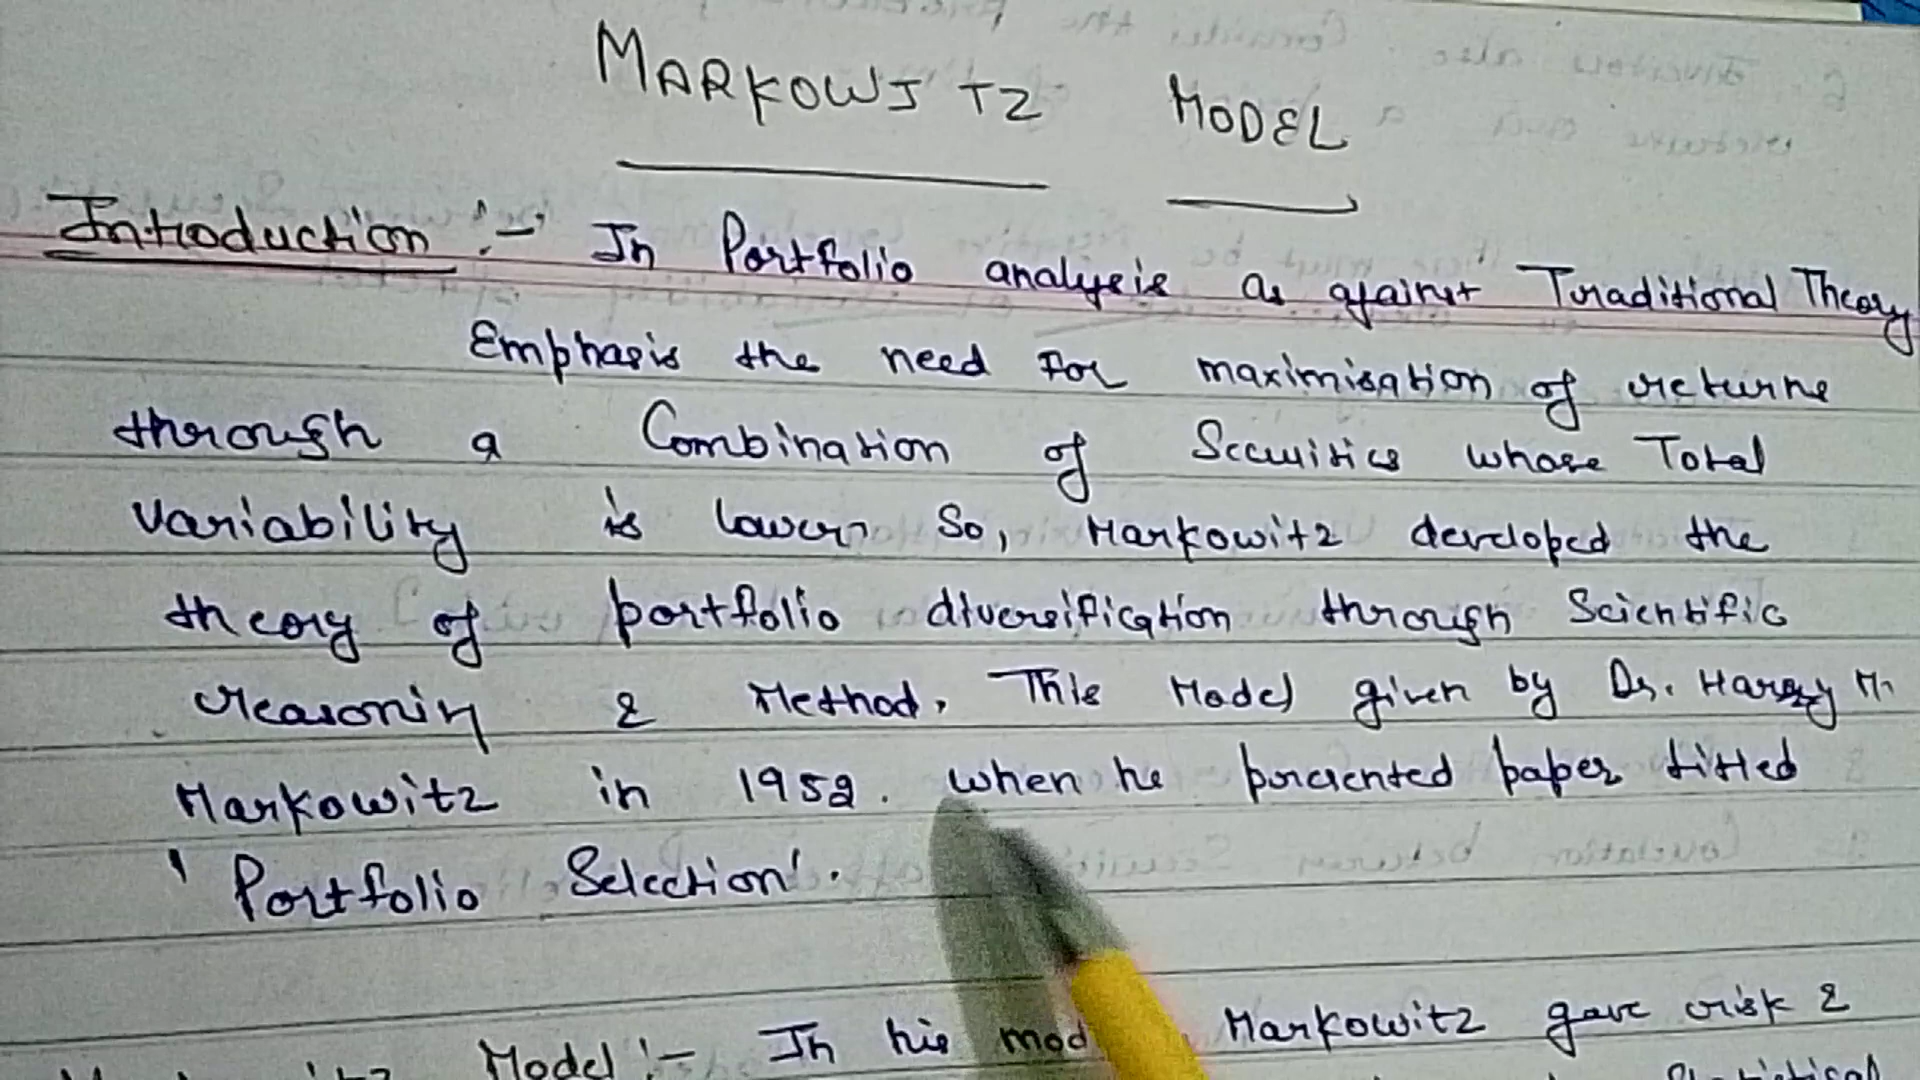 MARKOWITZ MODEL
Introduction :- In Portfolio analysis as against Traditional Theory
Emphasis the need For maximisation of returns
through a Combination of Securities whose Total
variability is lower. So, Markowitz developed the
theory of portfolio diversification through Scientific
reasoning & Method. This Model given by Dr. Harry M.
Markowitz in 1952. when he presented paper titled
'Portfolio Selection'.
Model :- In his Markowitz gave risk &
Statistical